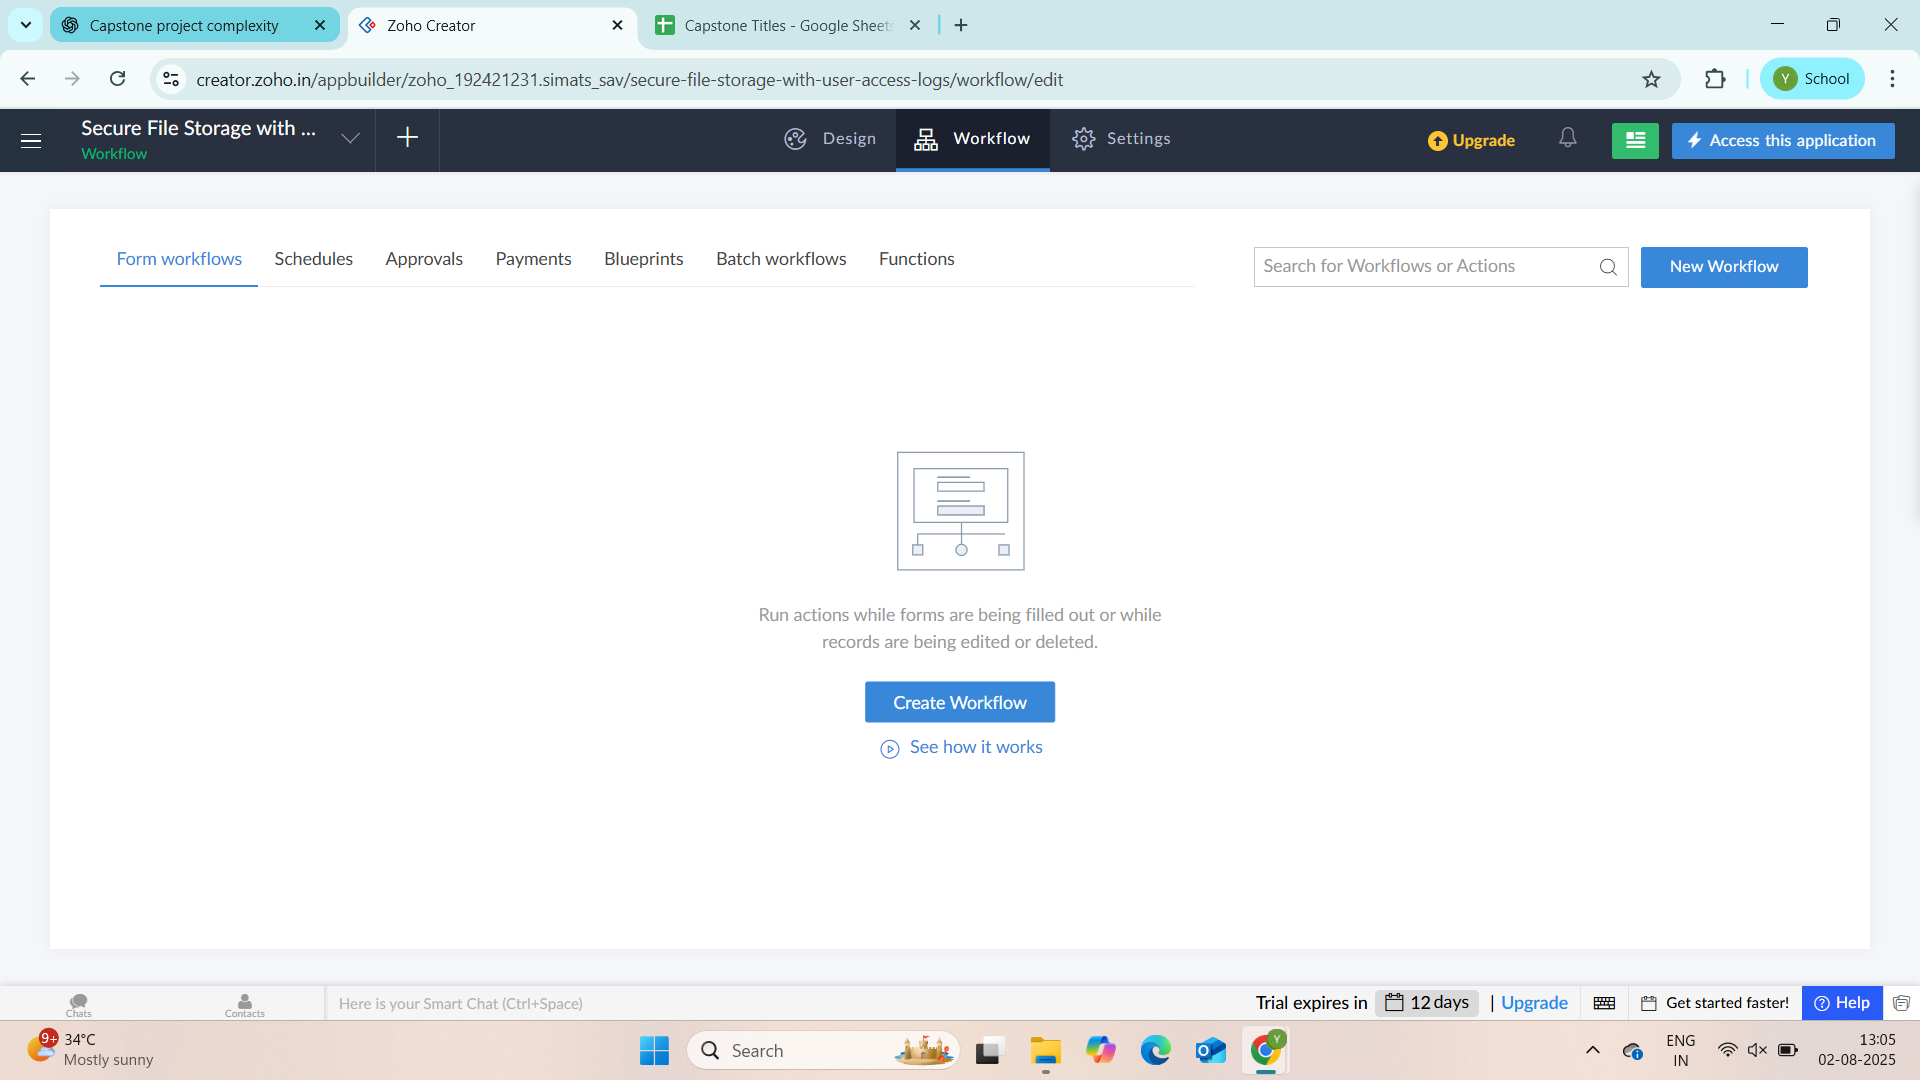 Capstone project complexity
Zoho Creator
Capstone Titles - Google Sheets
creator.zoho.in/appbuilder/zoho_192421231.simats_sav/secure-file-storage-with-user-access-logs/workflow/edit
Y School
Secure File Storage with ...
Workflow
Design
Workflow
Settings
Upgrade
Access this application
Form workflows
Schedules
Approvals
Payments
Blueprints
Batch workflows
Functions
Search for Workflows or Actions
New Workflow
Run actions while forms are being filled out or while
records are being edited or deleted.
Create Workflow
See how it works
Chats
Contacts
Here is your Smart Chat (Ctrl+Space)
Trial expires in 12 days | Upgrade
Get started faster!
Help
9+
34°C
Mostly sunny
Search
Y
ENG
IN
13:05
02-08-2025